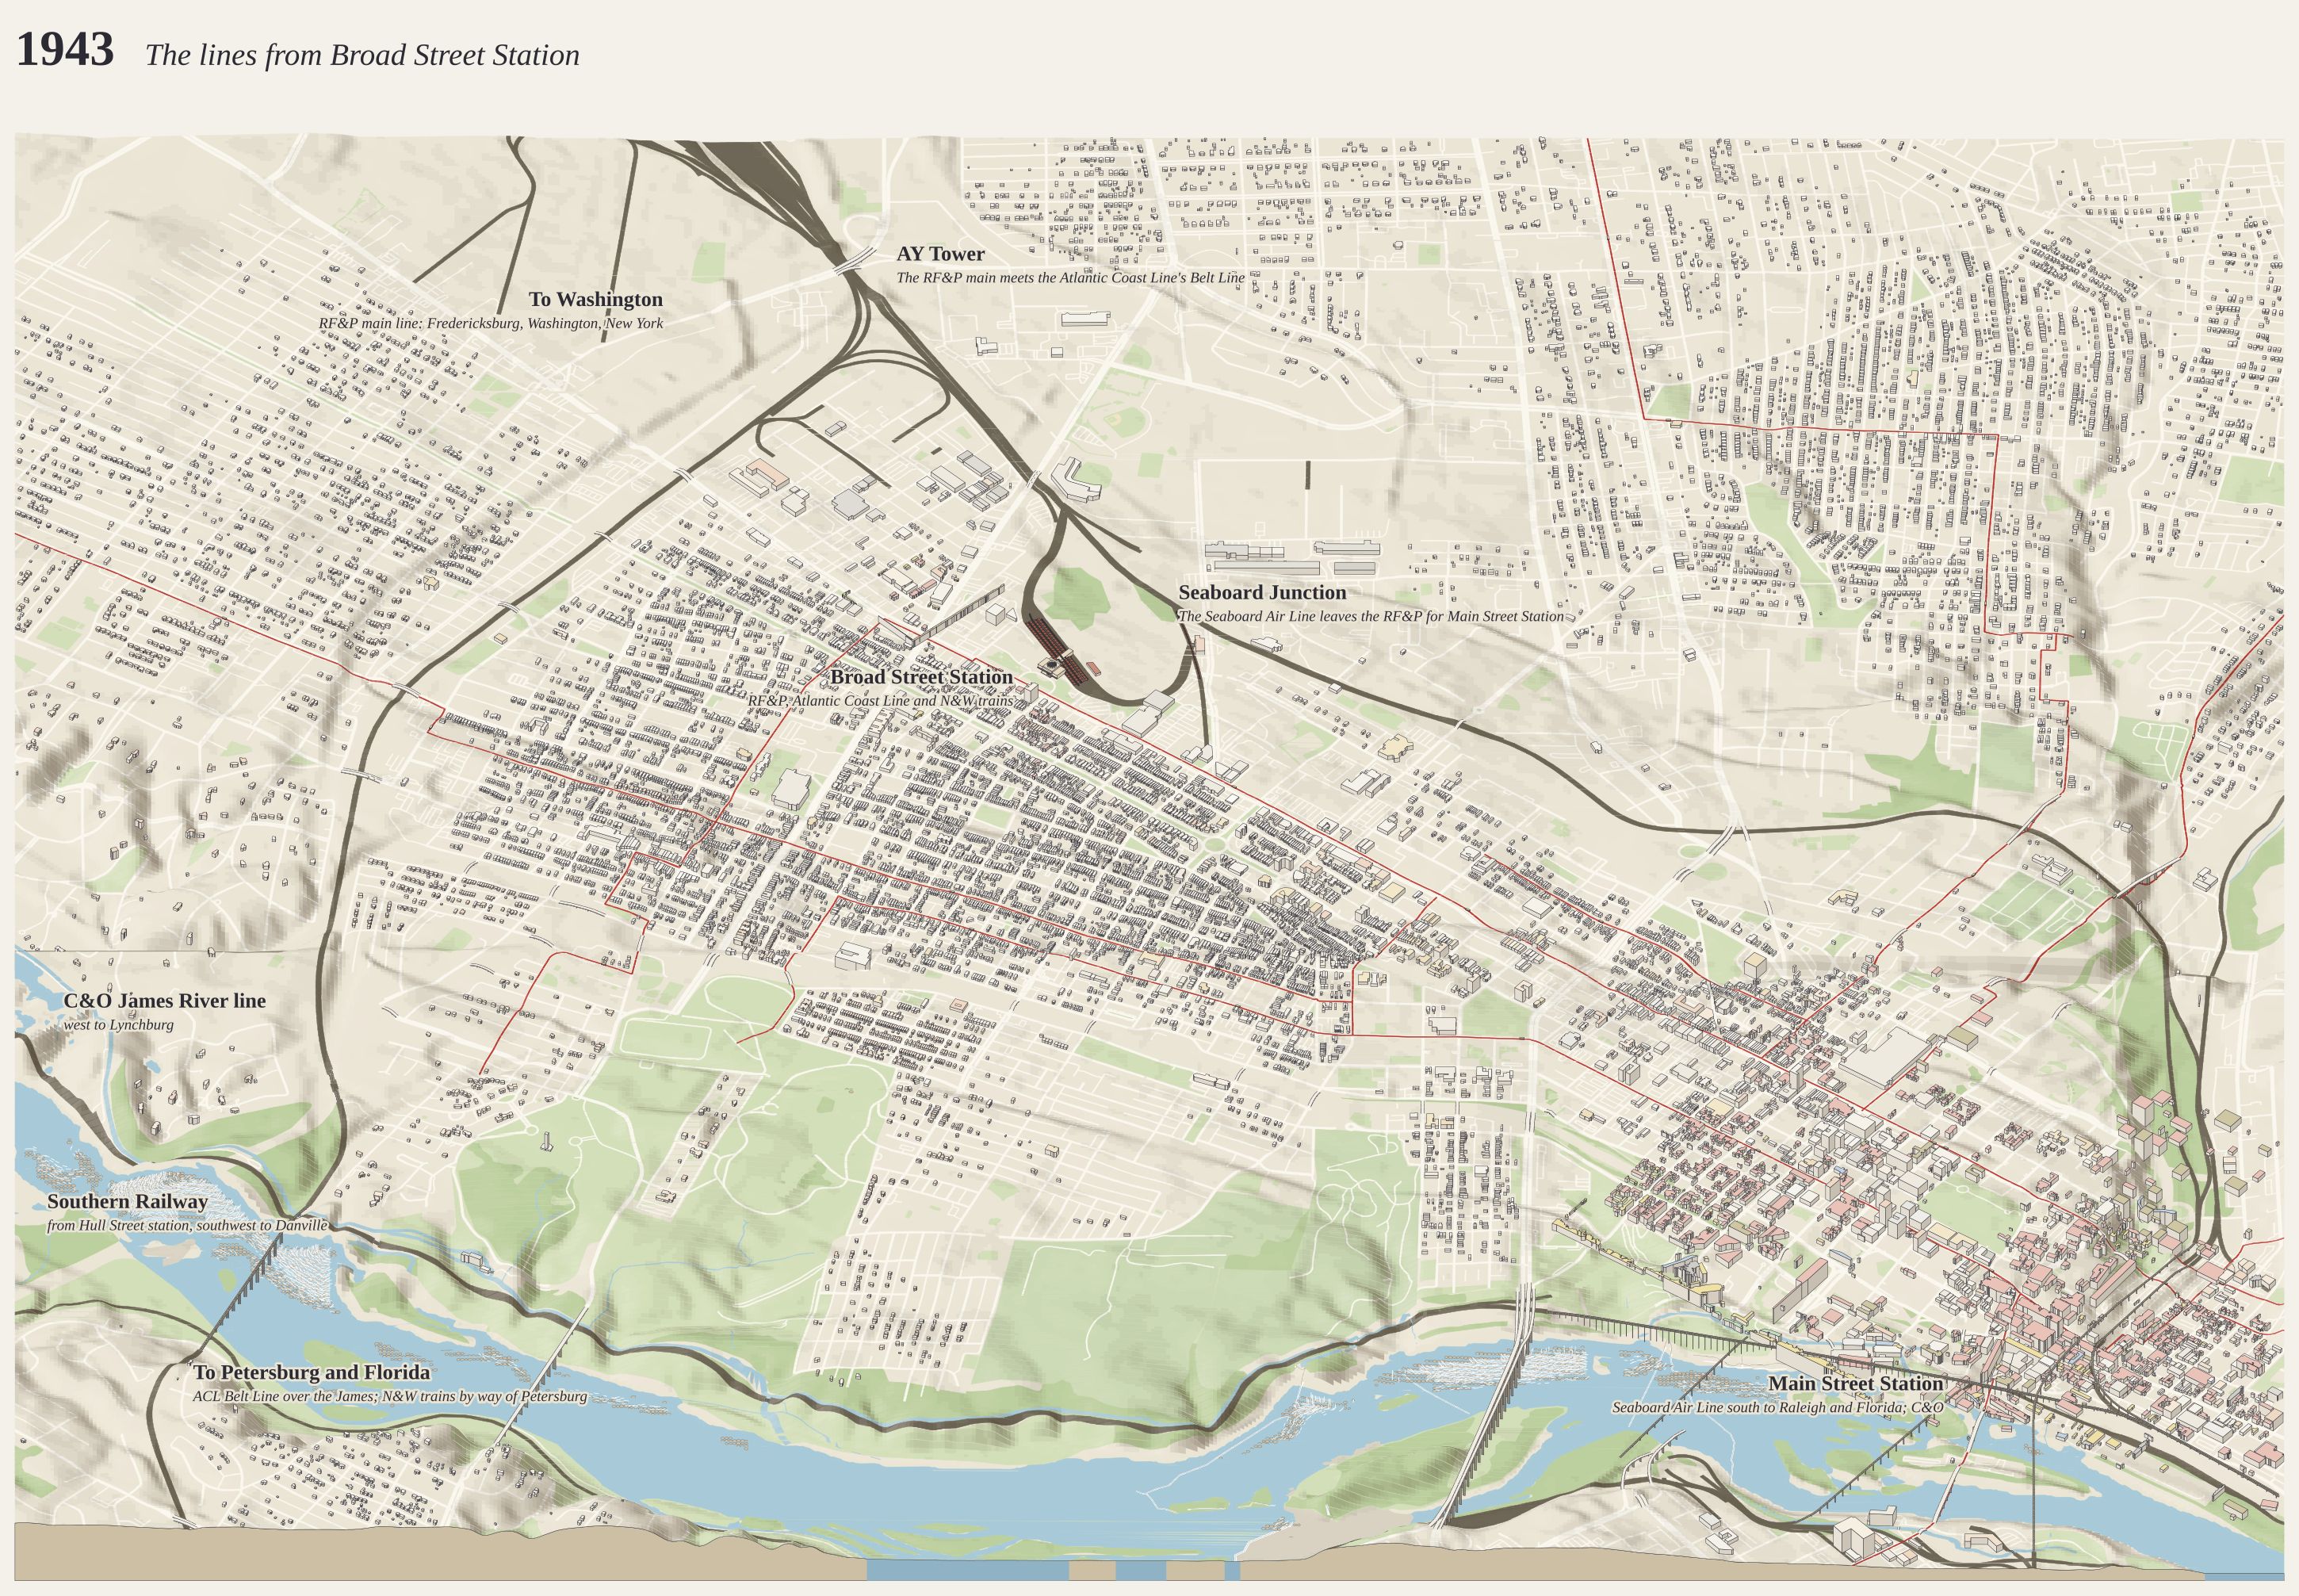 1943 The lines from Broad Street Station
AY Tower
The RF&P main meets the Atlantic Coast Line's Belt Line
To Washington
RF&P main line: Fredericksburg, Washington, New York
Seaboard Junction
The Seaboard Air Line leaves the RF&P for Main Street Station
Broad Street Station
RF&P, Atlantic Coast Line and N&W trains
C&O James River line
west to Lynchburg
Southern Railway
from Hull Street station, southwest to Danville
To Petersburg and Florida
ACL Belt Line over the James; N&W trains by way of Petersburg
Main Street Station
Seaboard Air Line south to Raleigh and Florida; C&O